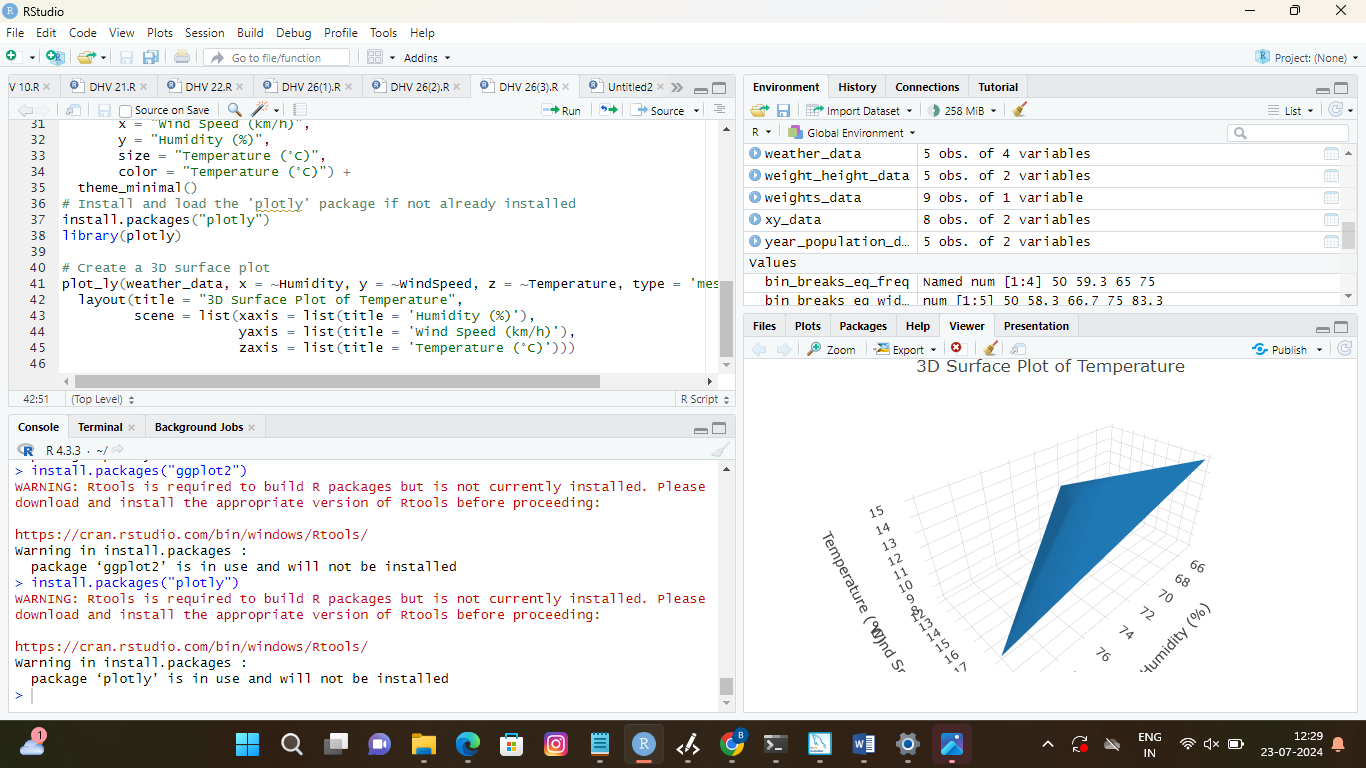 RStudio
File Edit Code View Plots Session Build Debug Profile Tools Help
Go to file/function Addins Project: (None)
V 10.R DHV 21.R DHV 22.R DHV 26(1).R DHV 26(2).R DHV 26(3).R Untitled2
Source on Save Run Source
31 x = "Wind Speed (km/h)",
32 y = "Humidity (%)",
33 size = "Temperature (°C)",
34 color = "Temperature (°C)") +
35 theme_minimal()
36 # Install and load the 'plotly' package if not already installed
37 install.packages("plotly")
38 library(plotly)
39
40 # Create a 3D surface plot
41 plot_ly(weather_data, x = ~Humidity, y = ~WindSpeed, z = ~Temperature, type = 'mes
42 layout(title = "3D Surface Plot of Temperature",
43 scene = list(xaxis = list(title = 'Humidity (%)'),
44 yaxis = list(title = 'Wind Speed (km/h)'),
45 zaxis = list(title = 'Temperature (°C)')))
46
42:51 (Top Level) R Script
Console Terminal Background Jobs
R 4.3.3 · ~/
> install.packages("ggplot2")
WARNING: Rtools is required to build R packages but is not currently installed. Please
download and install the appropriate version of Rtools before proceeding:
https://cran.rstudio.com/bin/windows/Rtools/
Warning in install.packages :
package ‘ggplot2’ is in use and will not be installed
> install.packages("plotly")
WARNING: Rtools is required to build R packages but is not currently installed. Please
download and install the appropriate version of Rtools before proceeding:
https://cran.rstudio.com/bin/windows/Rtools/
Warning in install.packages :
package ‘plotly’ is in use and will not be installed
>
Environment History Connections Tutorial
Import Dataset 258 MiB List
R Global Environment
weather_data 5 obs. of 4 variables
weight_height_data 5 obs. of 2 variables
weights_data 9 obs. of 1 variable
xy_data 8 obs. of 2 variables
year_population_d… 5 obs. of 2 variables
Values
bin_breaks_eq_freq Named num [1:4] 50 59.3 65 75
bin_breaks_eq_wid… num [1:5] 50 58.3 66.7 75 83.3
Files Plots Packages Help Viewer Presentation
Zoom Export Publish
3D Surface Plot of Temperature
15
14
13
12
11
10
9
13
14
15
16
17
Temperature (°C)
66
68
70
72
74
76
Humidity (%)
1
B
ENG
IN
12:29
23-07-2024